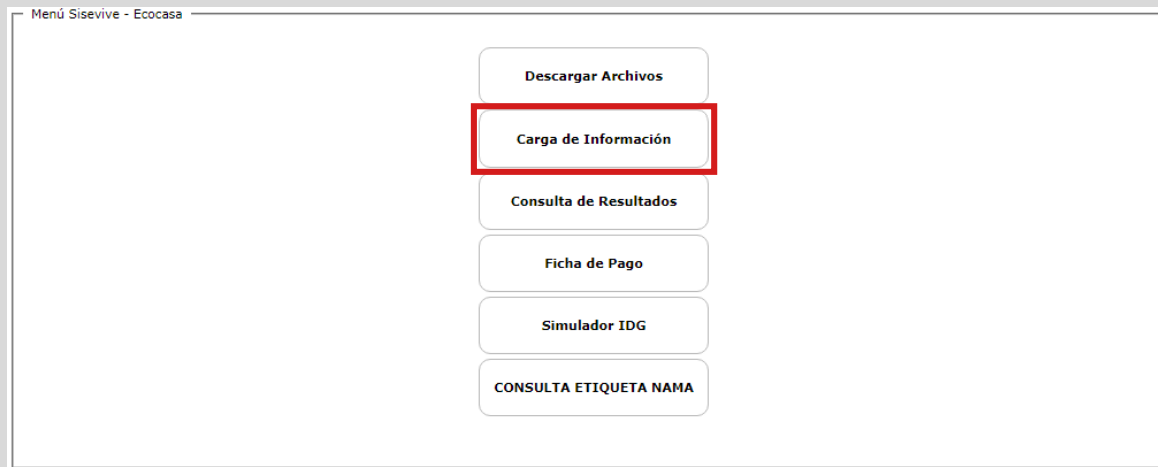 Menú Sisevive - Ecocasa
Descargar Archivos
Carga de Información
Consulta de Resultados
Ficha de Pago
Simulador IDG
CONSULTA ETIQUETA NAMA